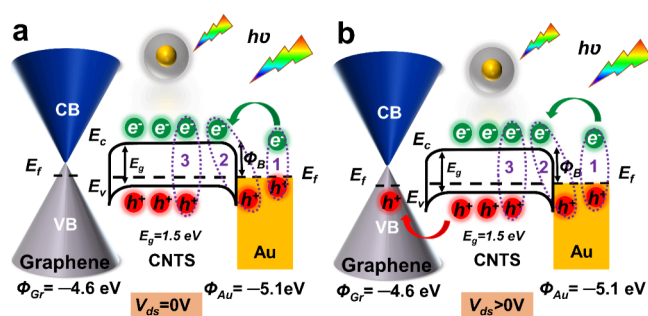 a
hυ
CB
e⁻ e⁻ e⁻ e⁻
e⁻
E_c
E_g
3
2
Φ_B
1
E_f
E_f
E_v
h⁺ h⁺ h⁺
h⁺ h⁺
VB
E_g=1.5 eV
Au
Graphene
CNTS
Φ_Gr= −4.6 eV
Φ_Au= −5.1eV
V_ds=0V
b
hυ
CB
e⁻ e⁻ e⁻ e⁻
e⁻
E_c
E_g
3
2
Φ_B
1
E_f
E_f
E_v
h⁺
h⁺ h⁺ h⁺
h⁺ h⁺
VB
E_g=1.5 eV
Au
Graphene
CNTS
Φ_Gr= −4.6 eV
Φ_Au= −5.1 eV
V_ds>0V